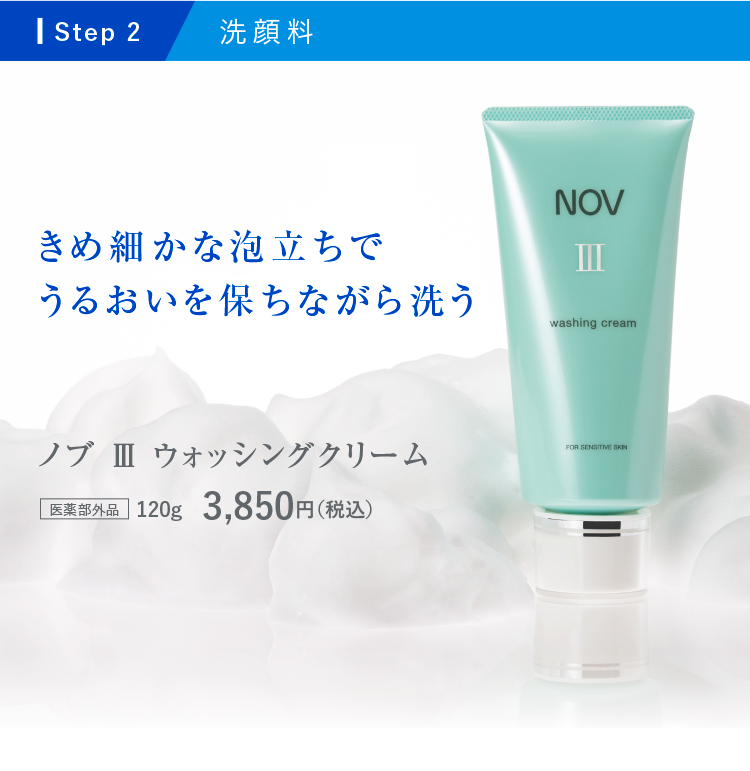 Step 2
洗顔料
きめ細かな泡立ちで
うるおいを保ちながら洗う
ノブ Ⅲ ウォッシングクリーム
医薬部外品 120g 3,850円(税込)
NOV
Ⅲ
washing cream
FOR SENSITIVE SKIN